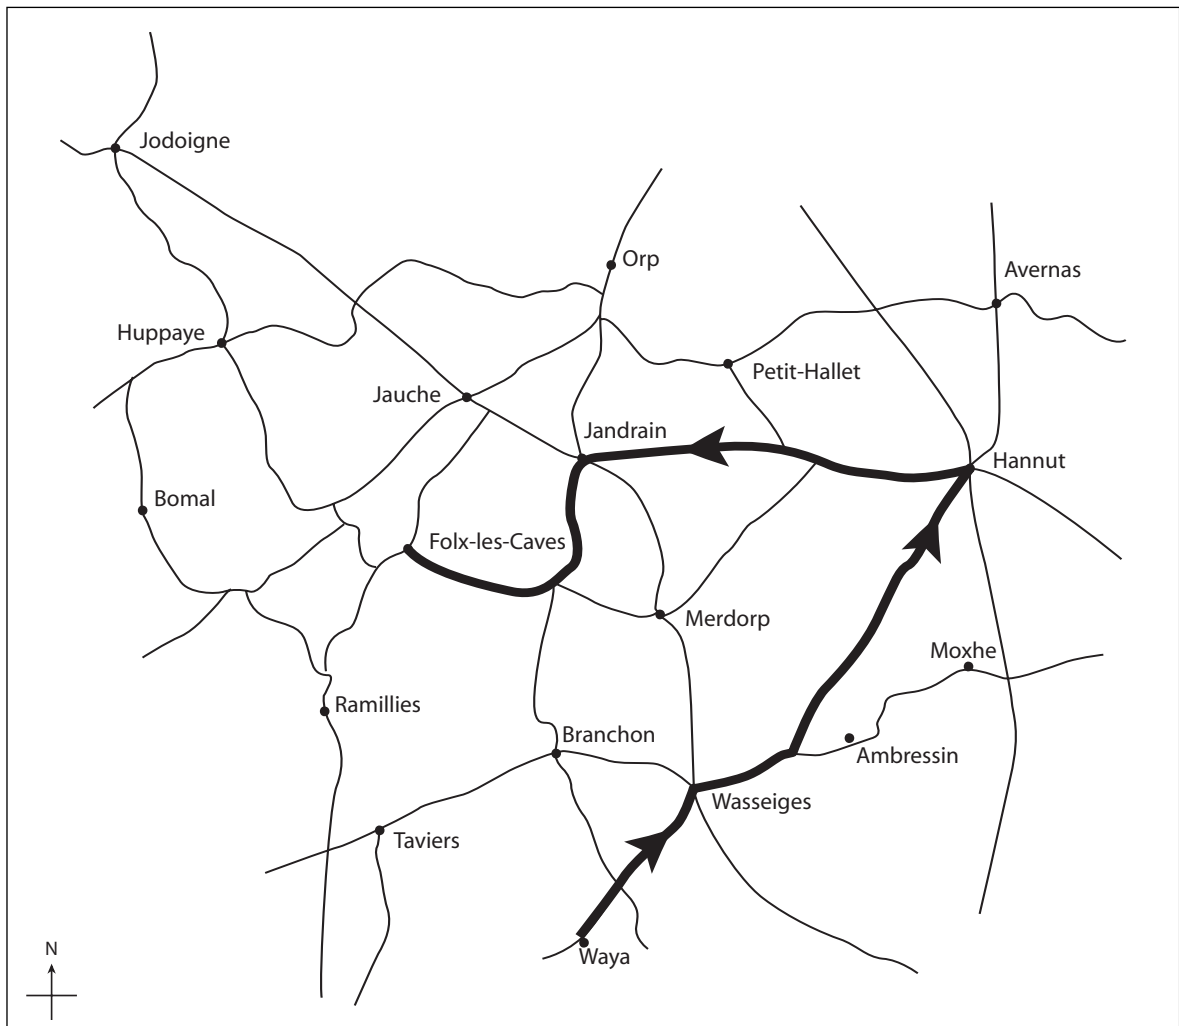 Jodoigne
Orp
Avernas
Huppaye
Petit-Hallet
Jauche
Jandrain
Hannut
Bomal
Folx-les-Caves
Merdorp
Moxhe
Ramillies
Branchon
Ambressin
Wasseiges
Taviers
N
Waya